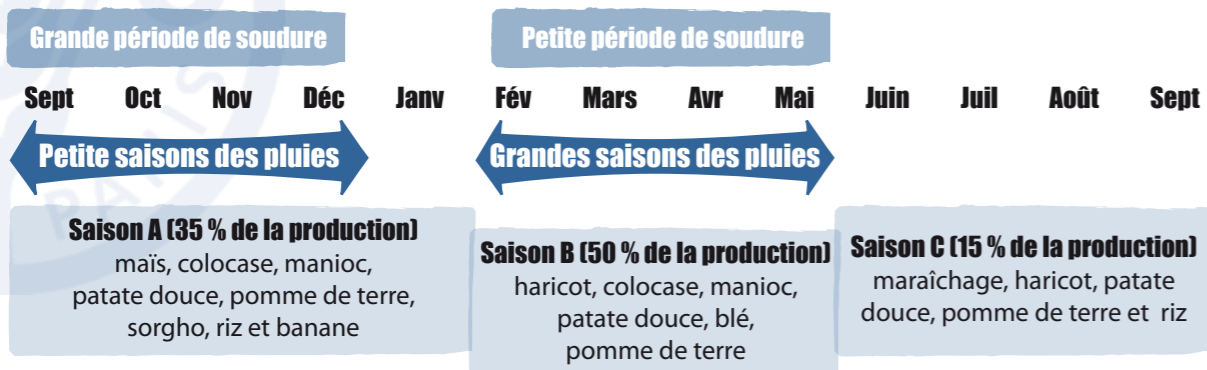 Grande période de soudure
Petite période de soudure
Sept Oct Nov Déc Janv Fév Mars Avr Mai Juin Juil Août Sept
Petite saisons des pluies
Grandes saisons des pluies
Saison A (35 % de la production)
maïs, colocase, manioc,
patate douce, pomme de terre,
sorgho, riz et banane
Saison B (50 % de la production)
haricot, colocase, manioc,
patate douce, blé,
pomme de terre
Saison C (15 % de la production)
maraîchage, haricot, patate
douce, pomme de terre et riz